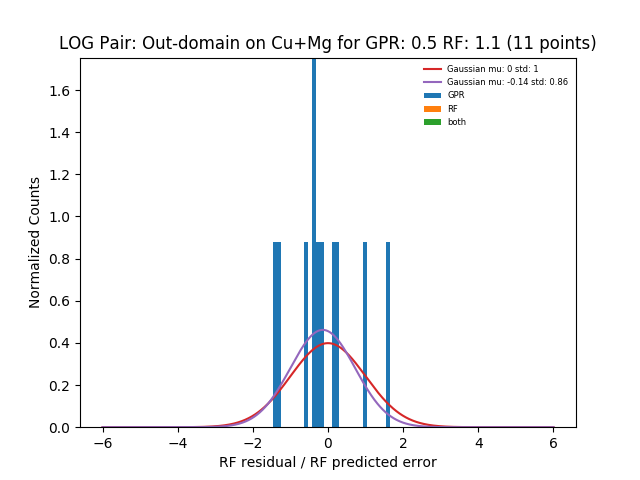 LOG Pair: Out-domain on Cu+Mg for GPR: 0.5 RF: 1.1 (11 points)
Gaussian mu: 0 std: 1
Gaussian mu: -0.14 std: 0.86
GPR
RF
both
Normalized Counts
1.6
1.4
1.2
1.0
0.8
0.6
0.4
0.2
0.0
−6 −4 −2 0 2 4 6
RF residual / RF predicted error